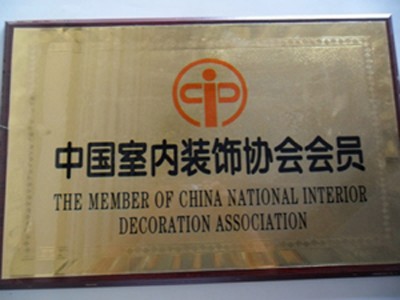 中国室内装饰协会会员
THE MEMBER OF CHINA NATIONAL INTERIOR
DECORATION ASSOCIATION